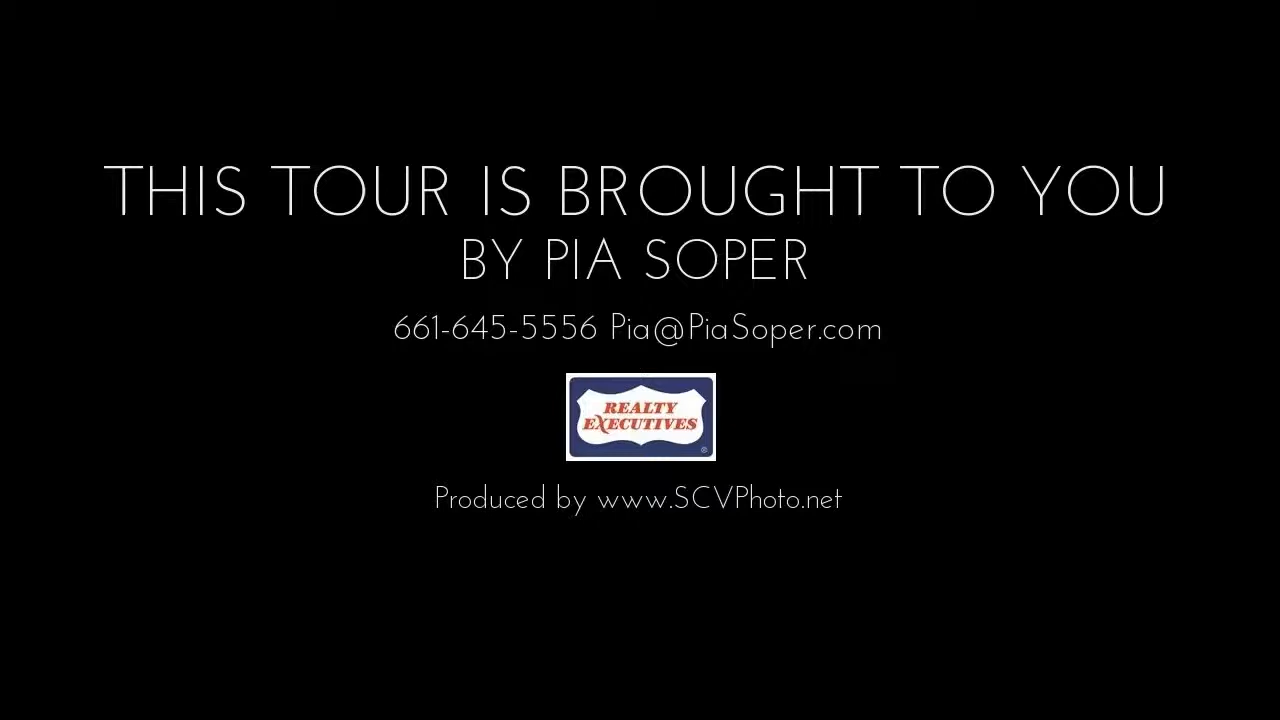 THIS TOUR IS BROUGHT TO YOU
BY PIA SOPER
661-645-5556 Pia@PiaSoper.com
REALTY
EXECUTIVES
®
Produced by www.SCVPhoto.net